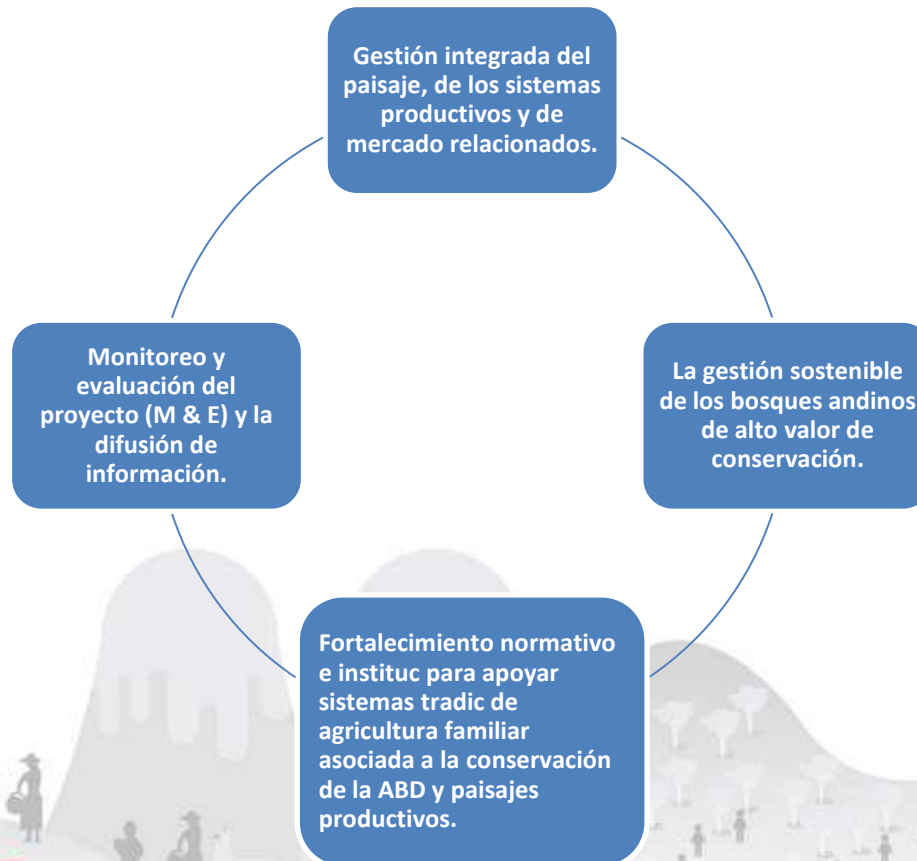 Gestión integrada del
paisaje, de los sistemas
productivos y de
mercado relacionados.
La gestión sostenible
de los bosques andinos
de alto valor de
conservación.
Fortalecimiento normativo
e instituc para apoyar
sistemas tradic de
agricultura familiar
asociada a la conservación
de la ABD y paisajes
productivos.
Monitoreo y
evaluación del
proyecto (M & E) y la
difusión de
información.